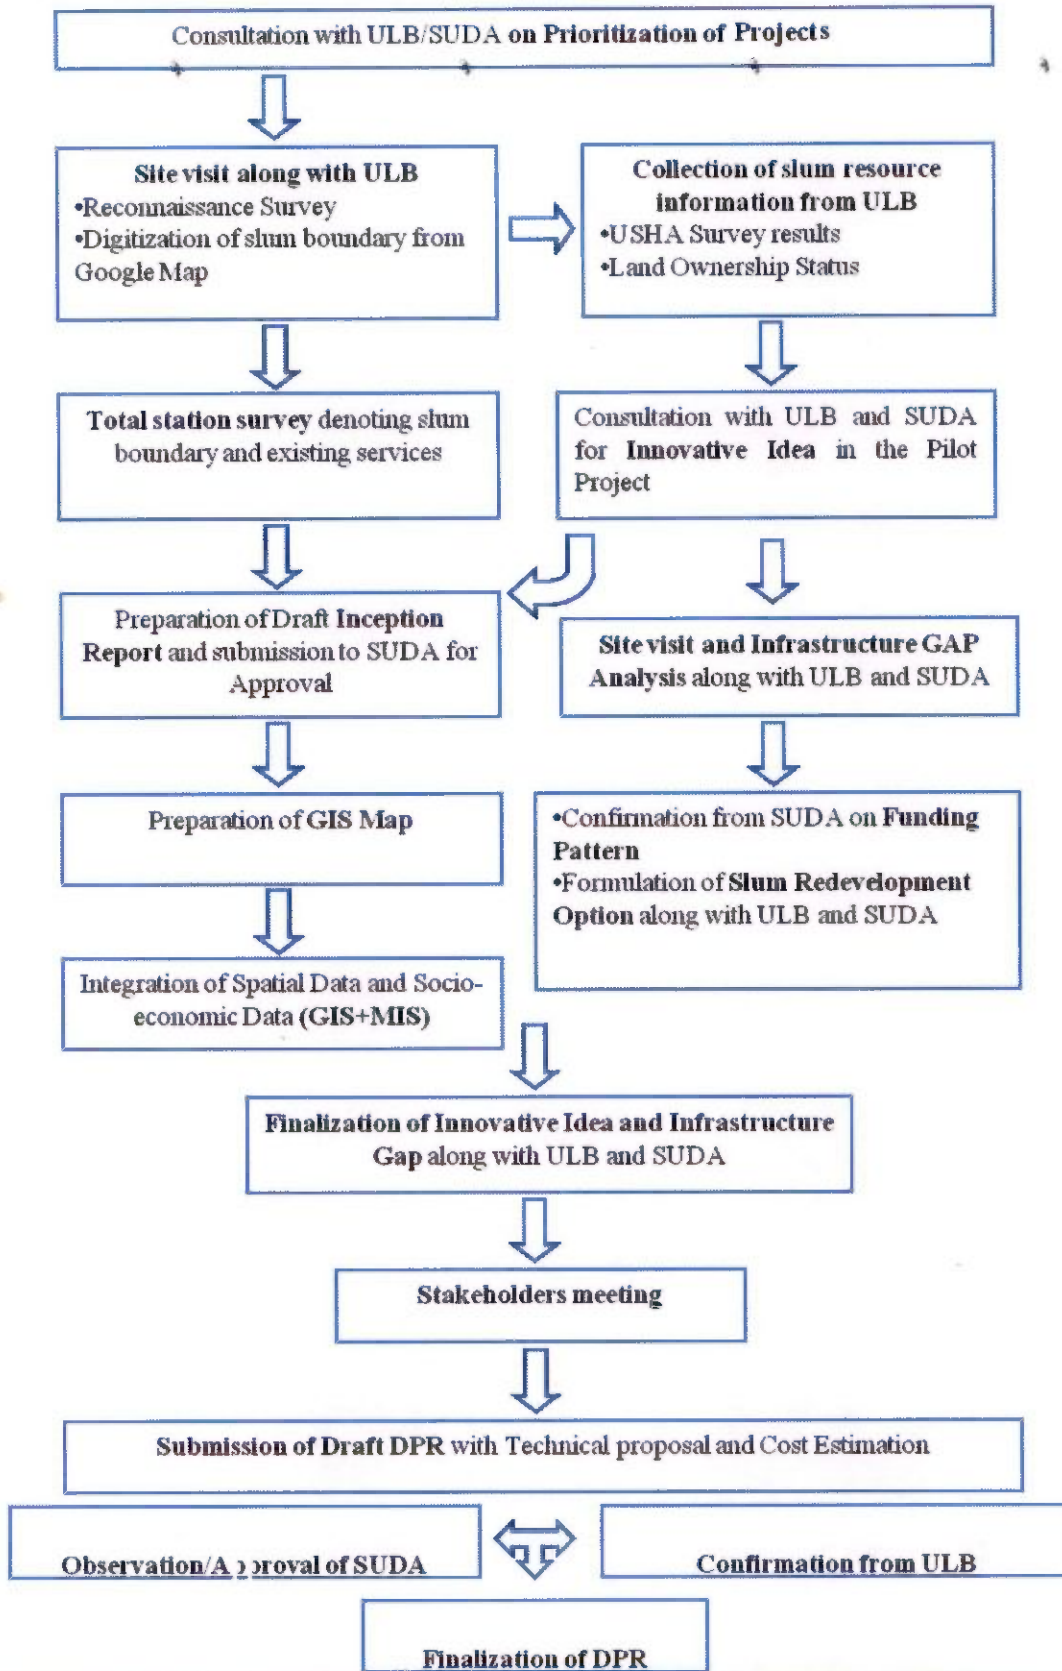 Consultation with ULB/SUDA on Prioritization of Projects
Site visit along with ULB
•Reconnaissance Survey
•Digitization of slum boundary from
Google Map
Collection of slum resource
information from ULB
•USHA Survey results
•Land Ownership Status
Total station survey denoting slum
boundary and existing services
Consultation with ULB and SUDA
for Innovative Idea in the Pilot
Project
Preparation of Draft Inception
Report and submission to SUDA for
Approval
Site visit and Infrastructure GAP
Analysis along with ULB and SUDA
Preparation of GIS Map
•Confirmation from SUDA on Funding
Pattern
•Formulation of Slum Redevelopment
Option along with ULB and SUDA
Integration of Spatial Data and Socio-
economic Data (GIS+MIS)
Finalization of Innovative Idea and Infrastructure
Gap along with ULB and SUDA
Stakeholders meeting
Submission of Draft DPR with Technical proposal and Cost Estimation
Observation/Approval of SUDA
Confirmation from ULB
Finalization of DPR